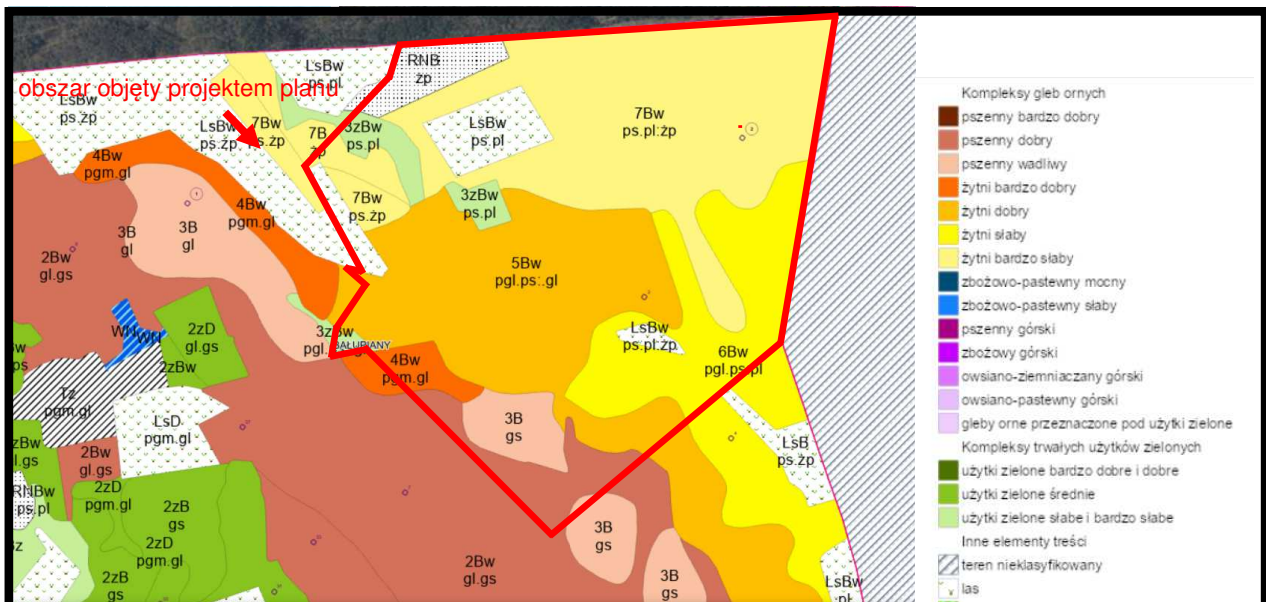 obszar objęty projektem planu
LsBw
ps.żp
LsBw
ps.pl
RNB
żp
LsBw
ps.żp
7Bw
ps.żp
7B
żp
3zBw
ps.pl
LsBw
ps.pl
7Bw
ps.pl:żp
4Bw
pgm.gl
7Bw
ps.żp
3zBw
ps.pl
3B
gl
3B
gl
4Bw
pgm.gl
2Bw
gl.gs
5Bw
pgl.ps:.gl
WN
WN
2zD
gl.gs
2zBw
3zBw
pgl.
BAŁUPIANY
4Bw
pgm.gl
LsBw
ps.pl:żp
6Bw
pgl.ps:pl
Tz
pgm.gl
LsD
pgm.gl
3B
gs
LsB
ps.żp
2Bw
gl.gs
RNBw
ps.pl
2zD
pgm.gl
2zB
gs
2zD
pgm.gl
2zB
gs
3B
gs
2Bw
gl.gs
3B
gs
LsBw
pl
Kompleksy gleb ornych
pszenny bardzo dobry
pszenny dobry
pszenny wadliwy
żytni bardzo dobry
żytni dobry
żytni słaby
żytni bardzo słaby
zbożowo-pastewny mocny
zbożowo-pastewny słaby
pszenny górski
zbożowy górski
owsiano-ziemniaczany górski
owsiano-pastewny górski
gleby orne przeznaczone pod użytki zielone
Kompleksy trwałych użytków zielonych
użytki zielone bardzo dobre i dobre
użytki zielone średnie
użytki zielone słabe i bardzo słabe
Inne elementy treści
teren nieklasyfikowany
las